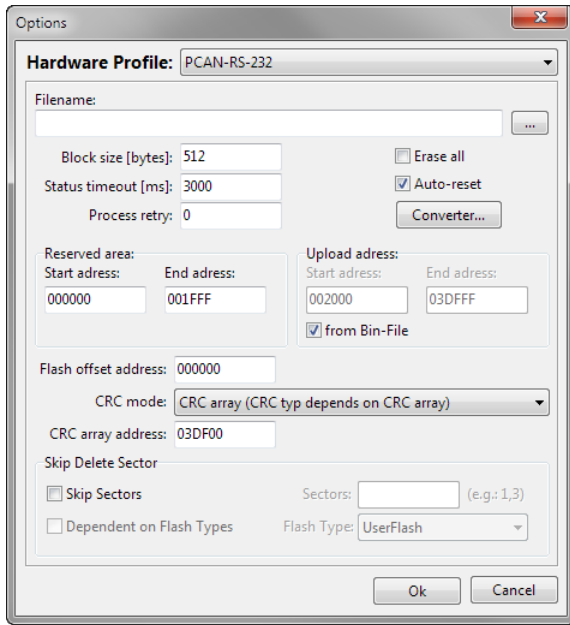 Options
Hardware Profile: PCAN-RS-232
Filename:
...
Block size [bytes]: 512
Erase all
Status timeout [ms]: 3000
Auto-reset
Process retry: 0
Converter...
Reserved area:
Start adress: End adress:
000000 001FFF
Upload adress:
Start adress: End adress:
002000 03DFFF
from Bin-File
Flash offset address: 000000
CRC mode: CRC array (CRC typ depends on CRC array)
CRC array address: 03DF00
Skip Delete Sector
Skip Sectors Sectors: (e.g.: 1,3)
Dependent on Flash Types Flash Type: UserFlash
Ok Cancel